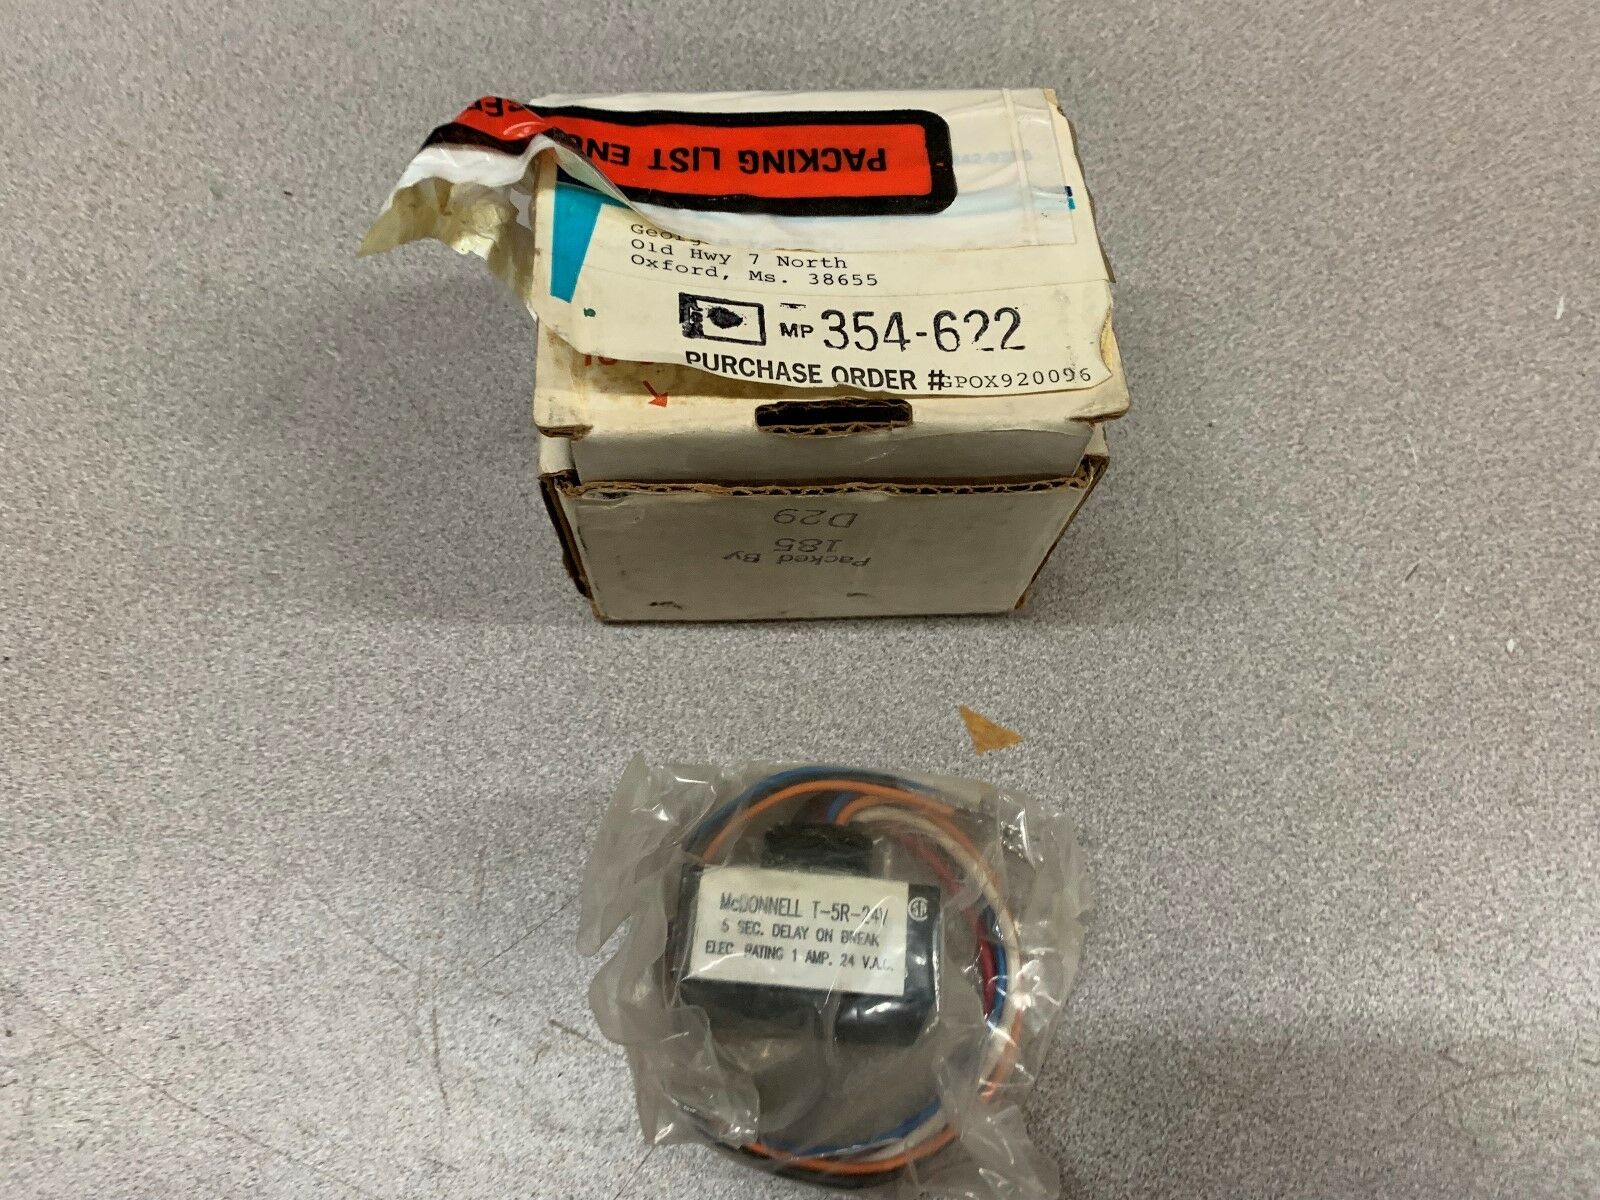 PACKING LIST
Old Hwy 7 North
Oxford, Ms. 38655
MP 354-622
PURCHASE ORDER #GPOX920096
Packed By
185
D29
McDONNELL T-5R-24V
5 SEC. DELAY ON BREAK
ELEC. RATING 1 AMP. 24 V.A.C.